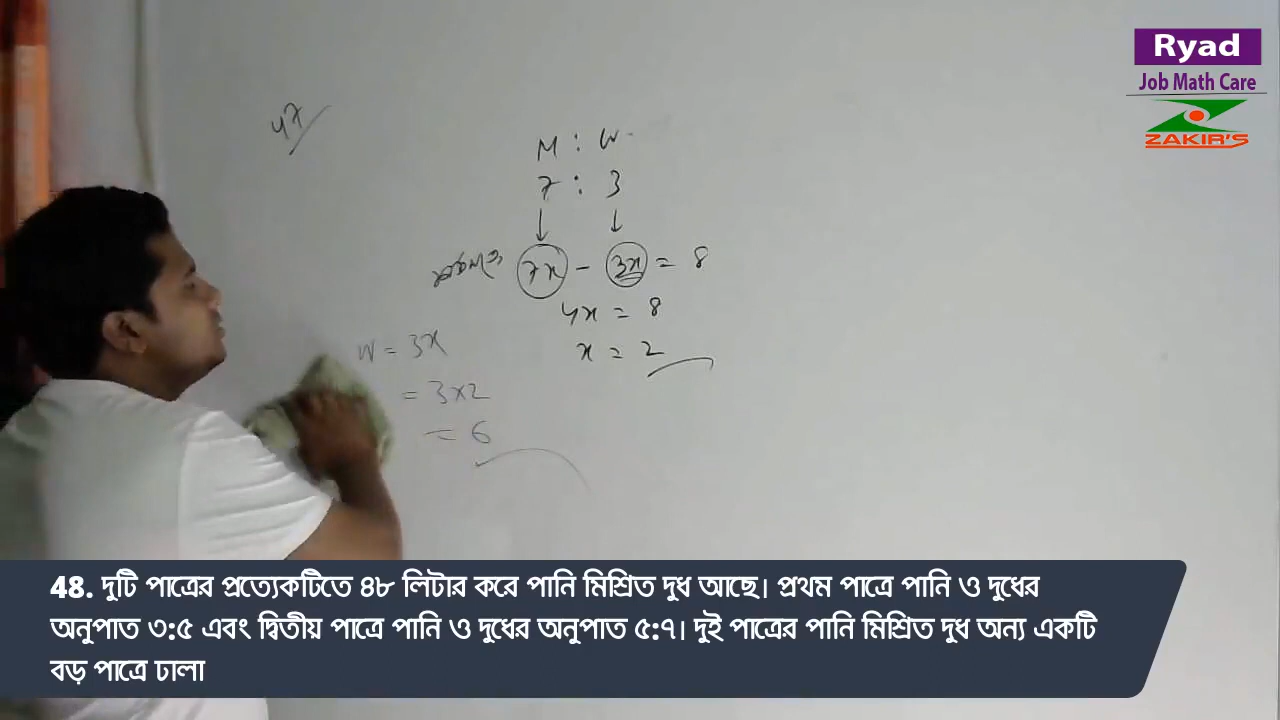 Ryad
Job Math Care
ZAKIR'S
47
M : W
7 : 3
7x - 3x = 8
4x = 8
x = 2
W = 3x
= 3x2
= 6
48. দুটি পাত্রের প্রত্যেকটিতে ৪৮ লিটার করে পানি মিশ্রিত দুধ আছে। প্রথম পাত্রে পানি ও দুধের
অনুপাত ৩:৫ এবং দ্বিতীয় পাত্রে পানি ও দুধের অনুপাত ৫:৭। দুই পাত্রের পানি মিশ্রিত দুধ অন্য একটি
বড় পাত্রে ঢালা